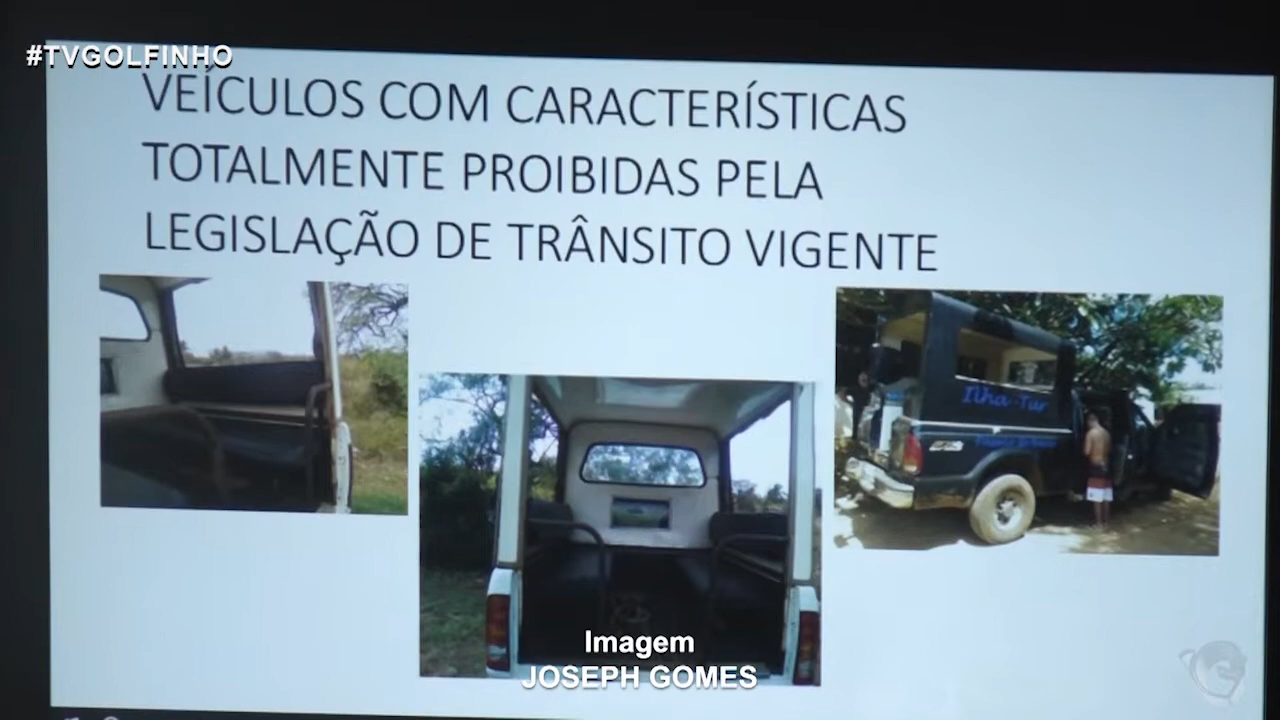 #TVGOLFINHO
VEÍCULOS COM CARACTERÍSTICAS
TOTALMENTE PROIBIDAS PELA
LEGISLAÇÃO DE TRÂNSITO VIGENTE
Ilha Tur
Imagem
JOSEPH GOMES